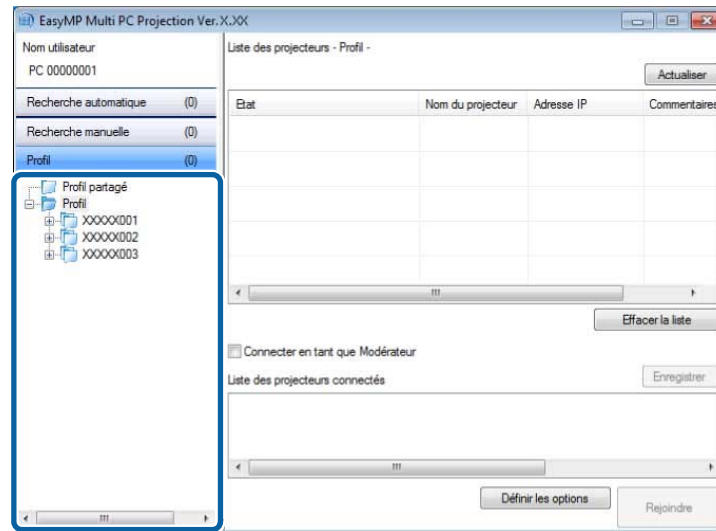 EasyMP Multi PC Projection Ver.X.XX
Nom utilisateur
PC 00000001
Recherche automatique (0)
Recherche manuelle (0)
Profil (0)
Profil partagé
Profil
XXXXX001
XXXXX002
XXXXX003
Liste des projecteurs - Profil -
Actualiser
Etat Nom du projecteur Adresse IP Commentaires
Effacer la liste
Connecter en tant que Modérateur
Liste des projecteurs connectés Enregistrer
Définir les options Rejoindre